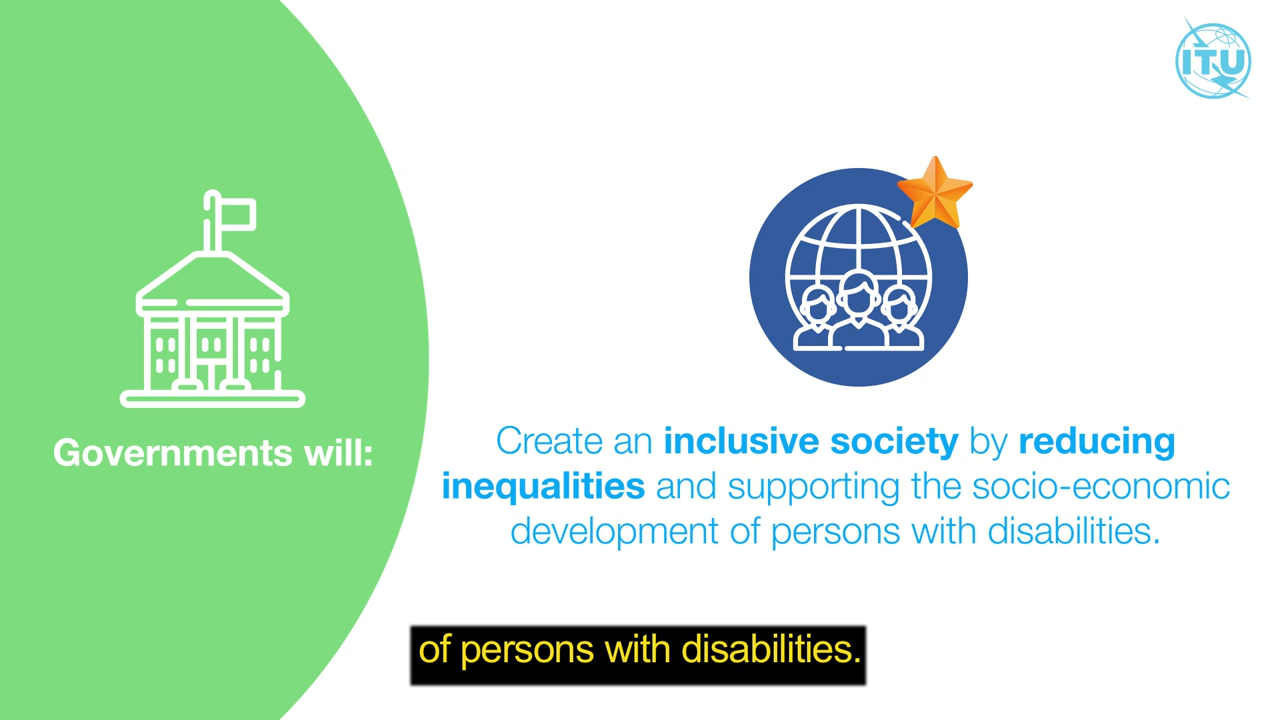 ITU
Governments will:
Create an inclusive society by reducing
inequalities and supporting the socio-economic
development of persons with disabilities.
of persons with disabilities.